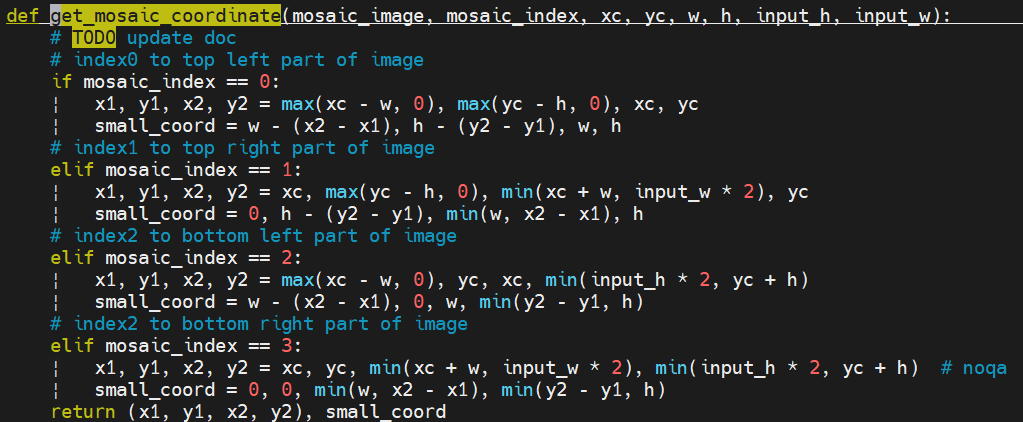 def get_mosaic_coordinate(mosaic_image, mosaic_index, xc, yc, w, h, input_h, input_w):
    # TODO update doc
    # index0 to top left part of image
    if mosaic_index == 0:
    ¦   x1, y1, x2, y2 = max(xc - w, 0), max(yc - h, 0), xc, yc
    ¦   small_coord = w - (x2 - x1), h - (y2 - y1), w, h
    # index1 to top right part of image
    elif mosaic_index == 1:
    ¦   x1, y1, x2, y2 = xc, max(yc - h, 0), min(xc + w, input_w * 2), yc
    ¦   small_coord = 0, h - (y2 - y1), min(w, x2 - x1), h
    # index2 to bottom left part of image
    elif mosaic_index == 2:
    ¦   x1, y1, x2, y2 = max(xc - w, 0), yc, xc, min(input_h * 2, yc + h)
    ¦   small_coord = w - (x2 - x1), 0, w, min(y2 - y1, h)
    # index2 to bottom right part of image
    elif mosaic_index == 3:
    ¦   x1, y1, x2, y2 = xc, yc, min(xc + w, input_w * 2), min(input_h * 2, yc + h)  # noqa
    ¦   small_coord = 0, 0, min(w, x2 - x1), min(y2 - y1, h)
    return (x1, y1, x2, y2), small_coord